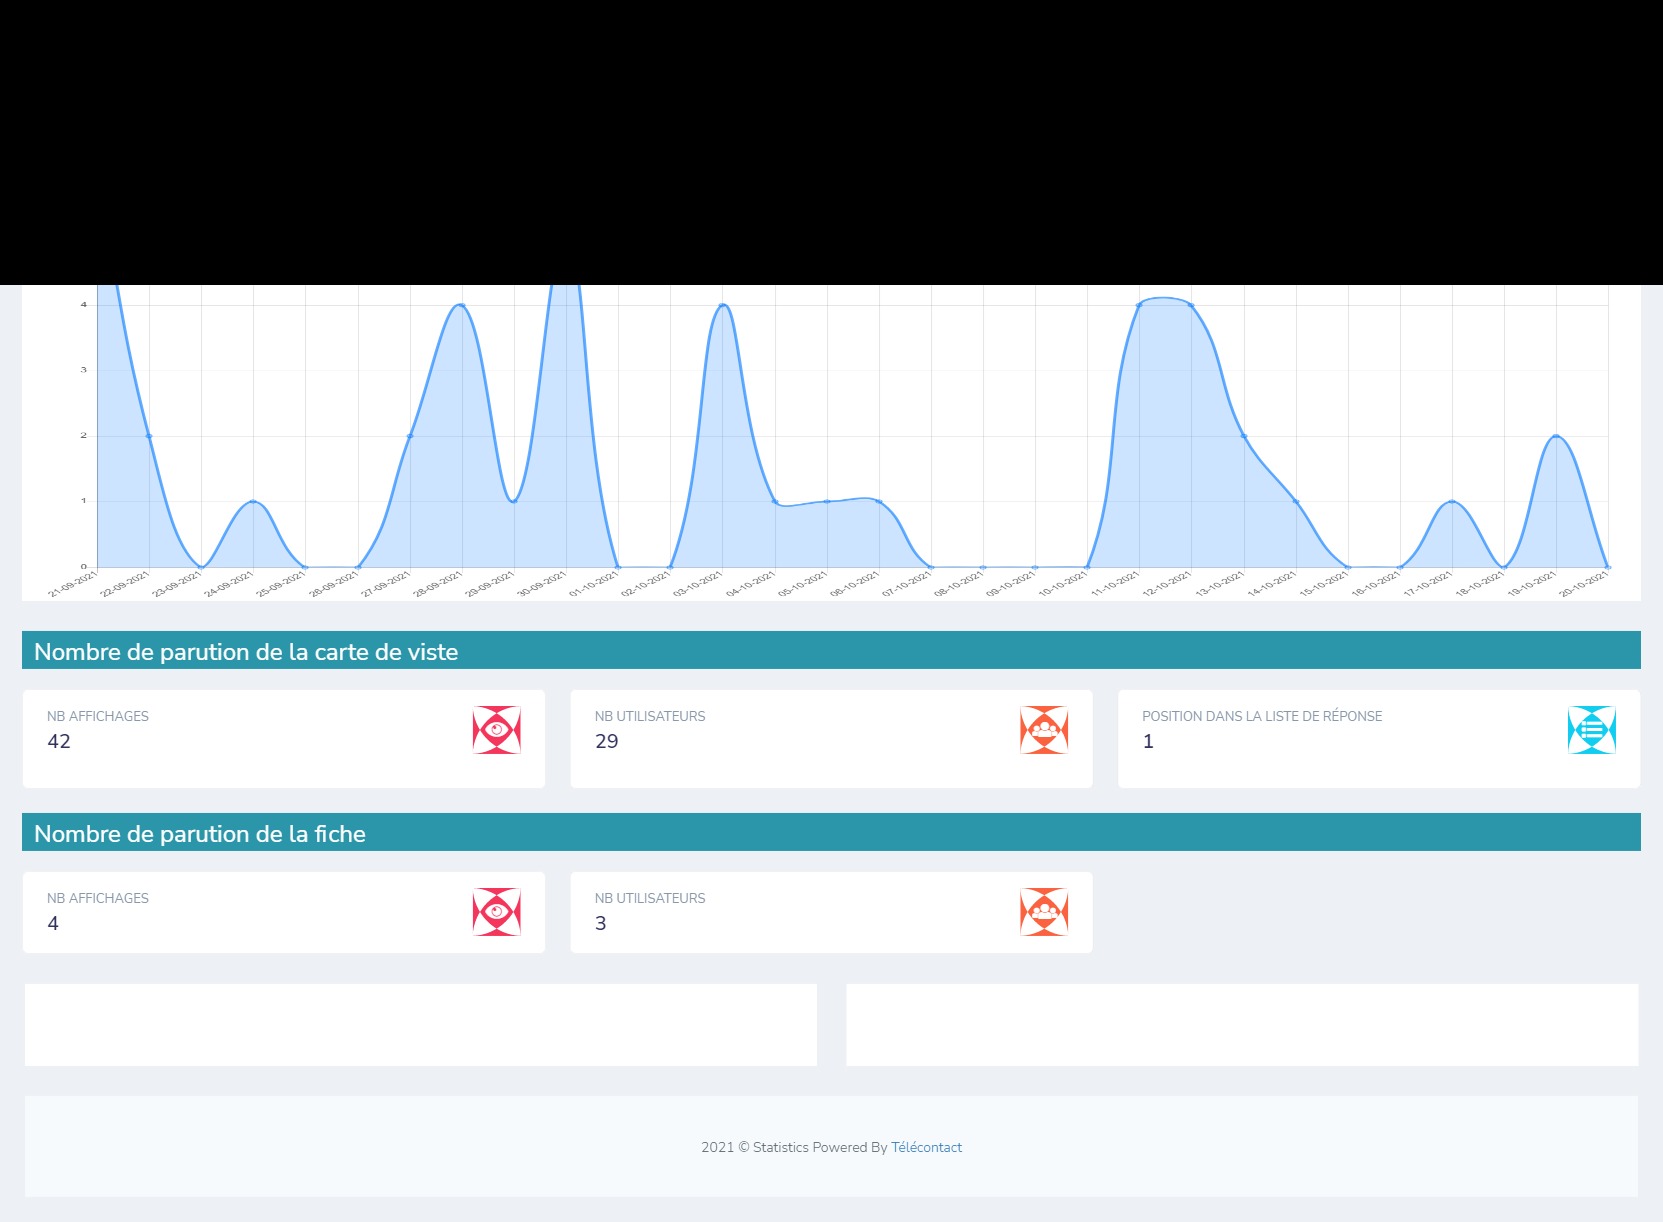 4
3
2
1
0
21-09-2021 22-09-2021 23-09-2021 24-09-2021 25-09-2021 26-09-2021 27-09-2021 28-09-2021 29-09-2021 30-09-2021 01-10-2021 02-10-2021 03-10-2021 04-10-2021 05-10-2021 06-10-2021 07-10-2021 08-10-2021 09-10-2021 10-10-2021 11-10-2021 12-10-2021 13-10-2021 14-10-2021 15-10-2021 16-10-2021 17-10-2021 18-10-2021 19-10-2021 20-10-2021
Nombre de parution de la carte de viste
NB AFFICHAGES NB UTILISATEURS POSITION DANS LA LISTE DE RÉPONSE
42 29 1
Nombre de parution de la fiche
NB AFFICHAGES NB UTILISATEURS
4 3
2021 © Statistics Powered By Télécontact